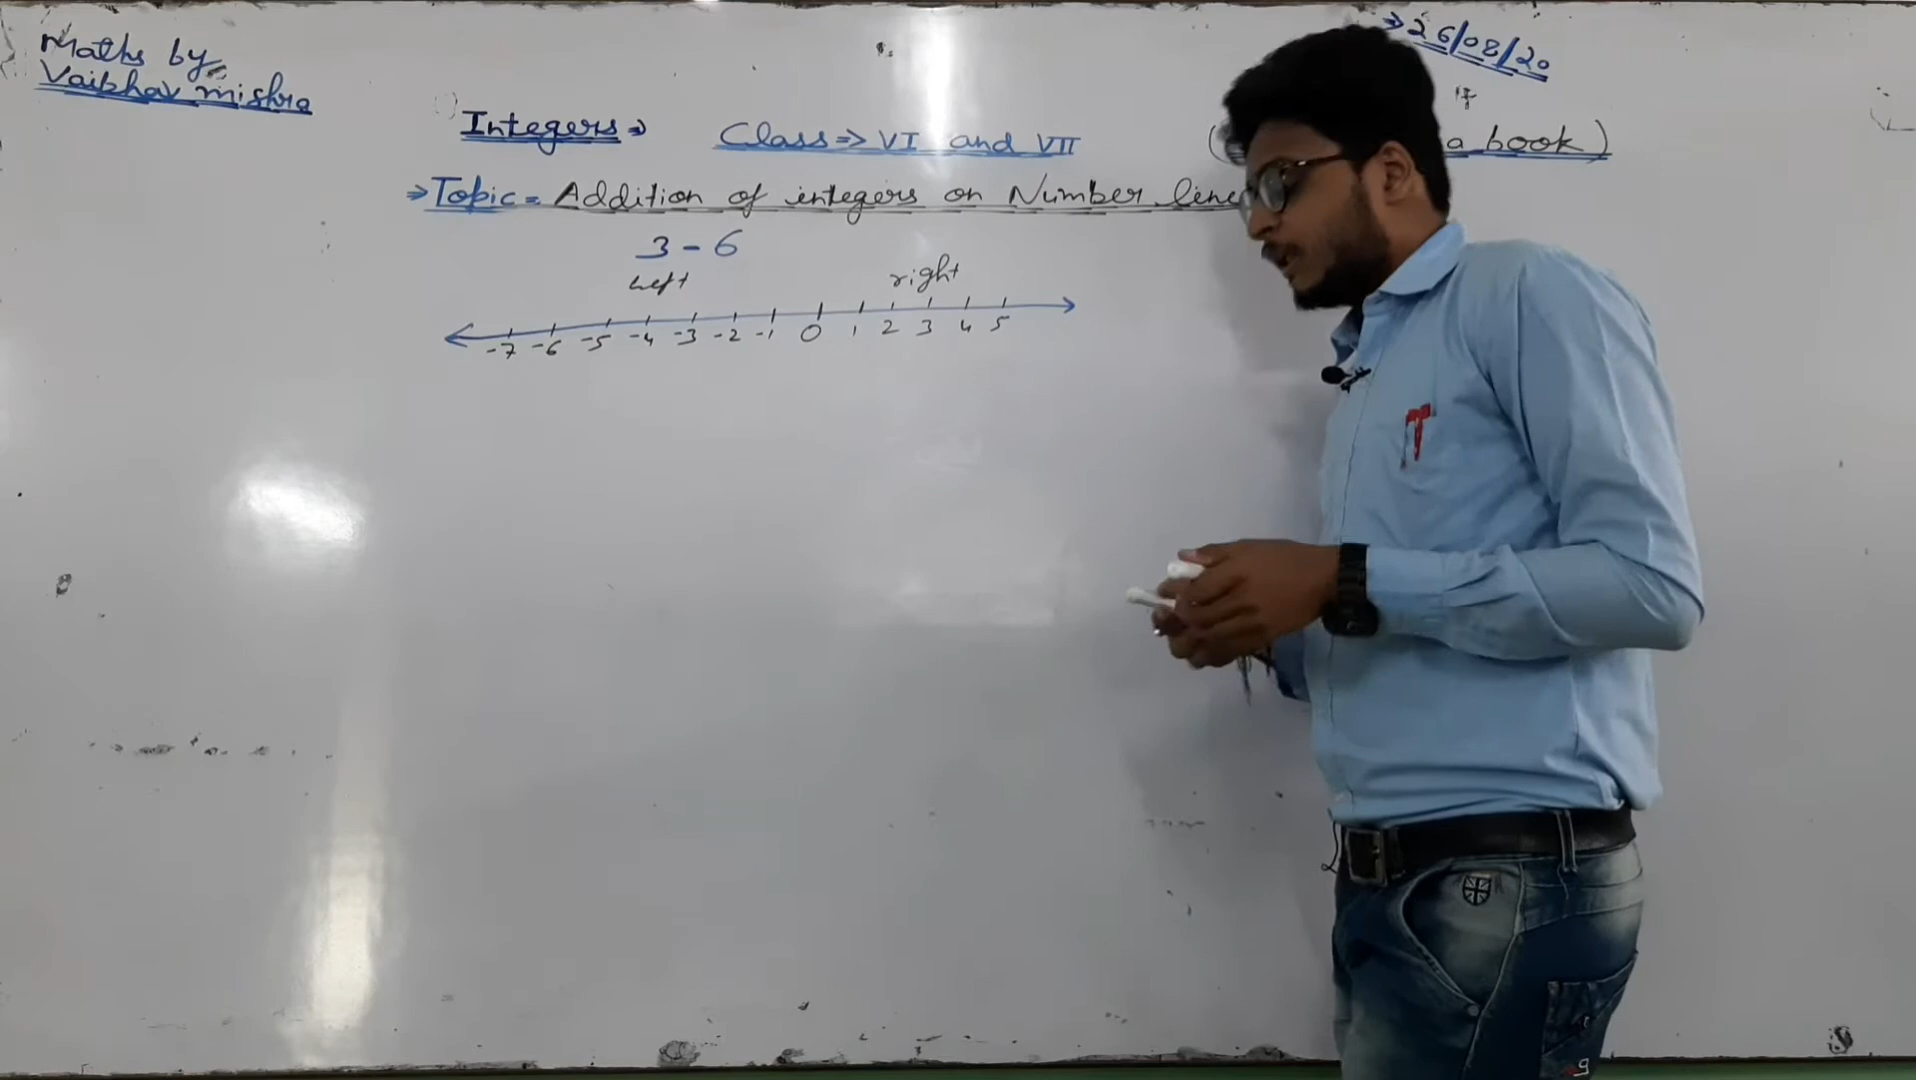 Maths by
Vaibhav mishra
⇒ 26/08/20
Integers ⇒ Class ⇒ VI and VII ( a book )
⇒ Topic = Addition of integers on Number line
3 - 6
Left right
-7 -6 -5 -4 -3 -2 -1 0 1 2 3 4 5